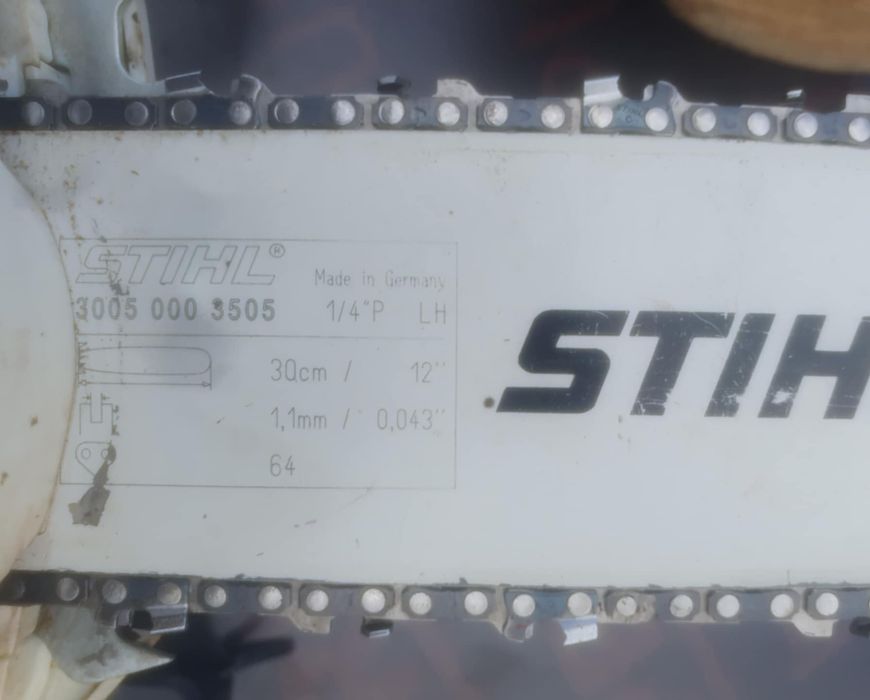 STIHL®
Made in Germany
3005 000 3505 1/4"P LH
30cm / 12"
1,1mm / 0,043"
64
STIH